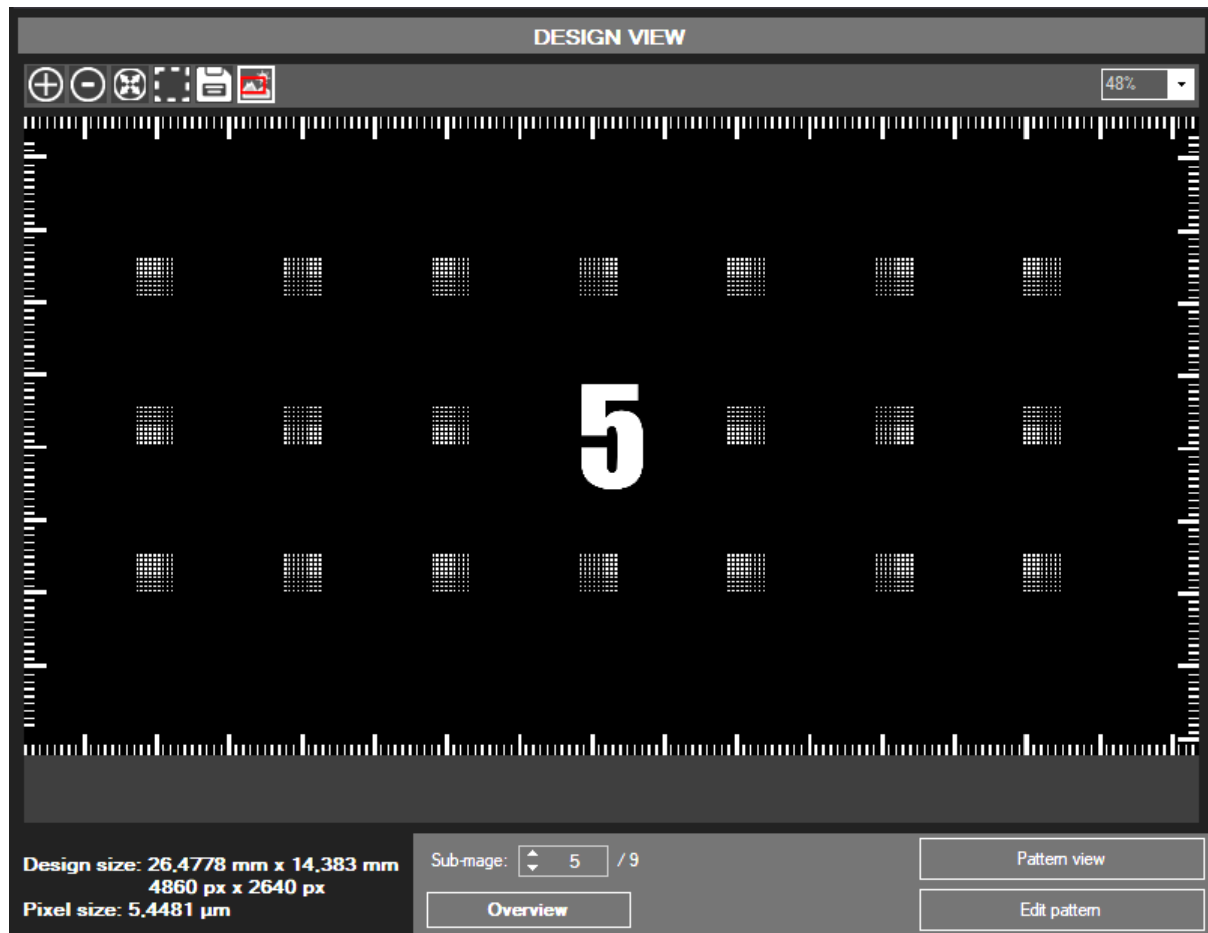 DESIGN VIEW
48%
5
Design size: 26,4778 mm x 14,383 mm
4860 px x 2640 px
Pixel size: 5,4481 µm
Sub-mage: 5 / 9
Overview
Pattern view
Edit pattern